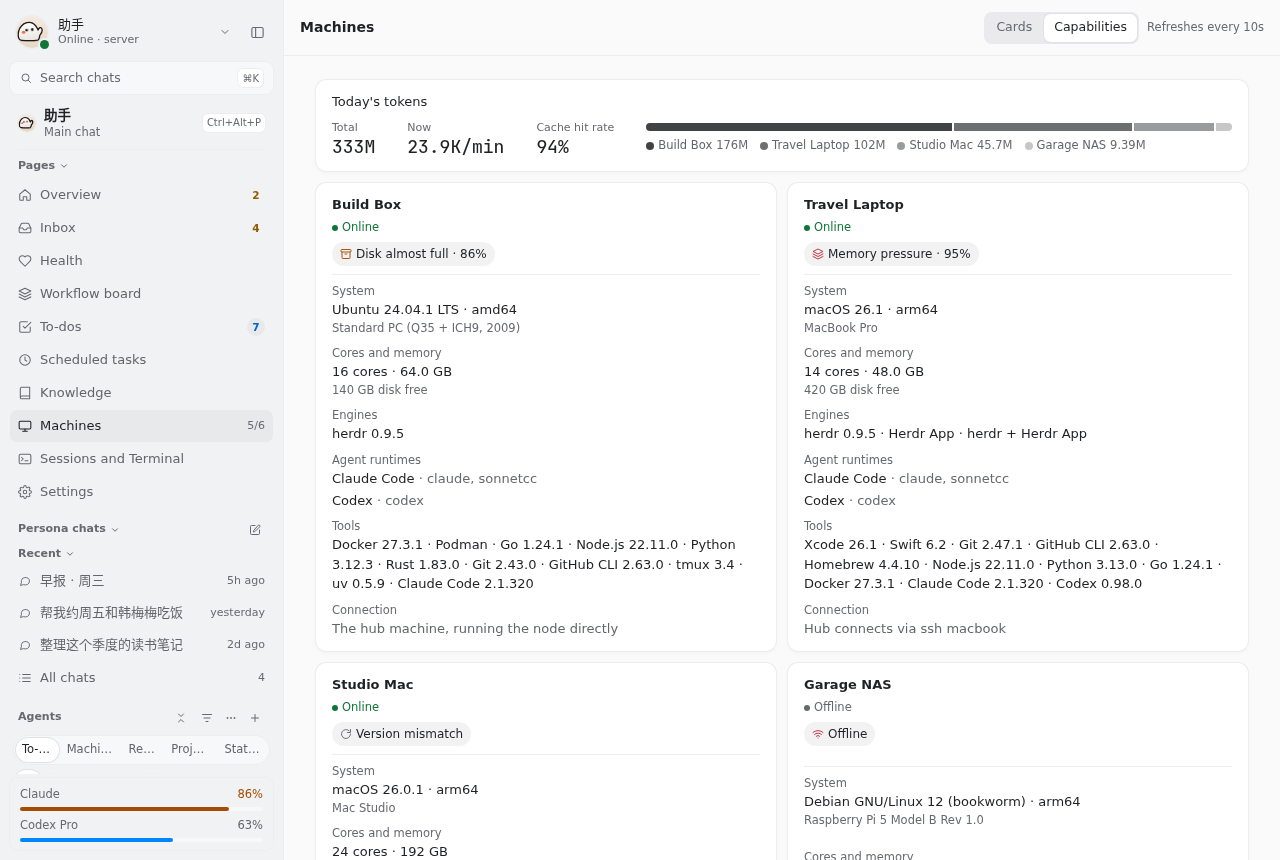 助手
Online · server
Search chats
⌘K
助手
Main chat
Ctrl+Alt+P
Pages
Overview
2
Inbox
4
Health
Workflow board
To-dos
7
Scheduled tasks
Knowledge
Machines
5/6
Sessions and Terminal
Settings
Persona chats
Recent
早报 · 周三
5h ago
帮我约周五和韩梅梅吃饭
yesterday
整理这个季度的读书笔记
2d ago
All chats
4
Agents
To-…
Machi…
Re…
Proj…
Stat…
Claude
86%
Codex Pro
63%
Machines
Cards
Capabilities
Refreshes every 10s
Today's tokens
Total
333M
Now
23.9K/min
Cache hit rate
94%
Build Box 176M
Travel Laptop 102M
Studio Mac 45.7M
Garage NAS 9.39M
Build Box
Online
Disk almost full · 86%
System
Ubuntu 24.04.1 LTS · amd64
Standard PC (Q35 + ICH9, 2009)
Cores and memory
16 cores · 64.0 GB
140 GB disk free
Engines
herdr 0.9.5
Agent runtimes
Claude Code · claude, sonnetcc
Codex · codex
Tools
Docker 27.3.1 · Podman · Go 1.24.1 · Node.js 22.11.0 · Python
3.12.3 · Rust 1.83.0 · Git 2.43.0 · GitHub CLI 2.63.0 · tmux 3.4 ·
uv 0.5.9 · Claude Code 2.1.320
Connection
The hub machine, running the node directly
Travel Laptop
Online
Memory pressure · 95%
System
macOS 26.1 · arm64
MacBook Pro
Cores and memory
14 cores · 48.0 GB
420 GB disk free
Engines
herdr 0.9.5 · Herdr App · herdr + Herdr App
Agent runtimes
Claude Code · claude, sonnetcc
Codex · codex
Tools
Xcode 26.1 · Swift 6.2 · Git 2.47.1 · GitHub CLI 2.63.0 ·
Homebrew 4.4.10 · Node.js 22.11.0 · Python 3.13.0 · Go 1.24.1 ·
Docker 27.3.1 · Claude Code 2.1.320 · Codex 0.98.0
Connection
Hub connects via ssh macbook
Studio Mac
Online
Version mismatch
System
macOS 26.0.1 · arm64
Mac Studio
Cores and memory
24 cores · 192 GB
Garage NAS
Offline
Offline
System
Debian GNU/Linux 12 (bookworm) · arm64
Raspberry Pi 5 Model B Rev 1.0
Cores and memory